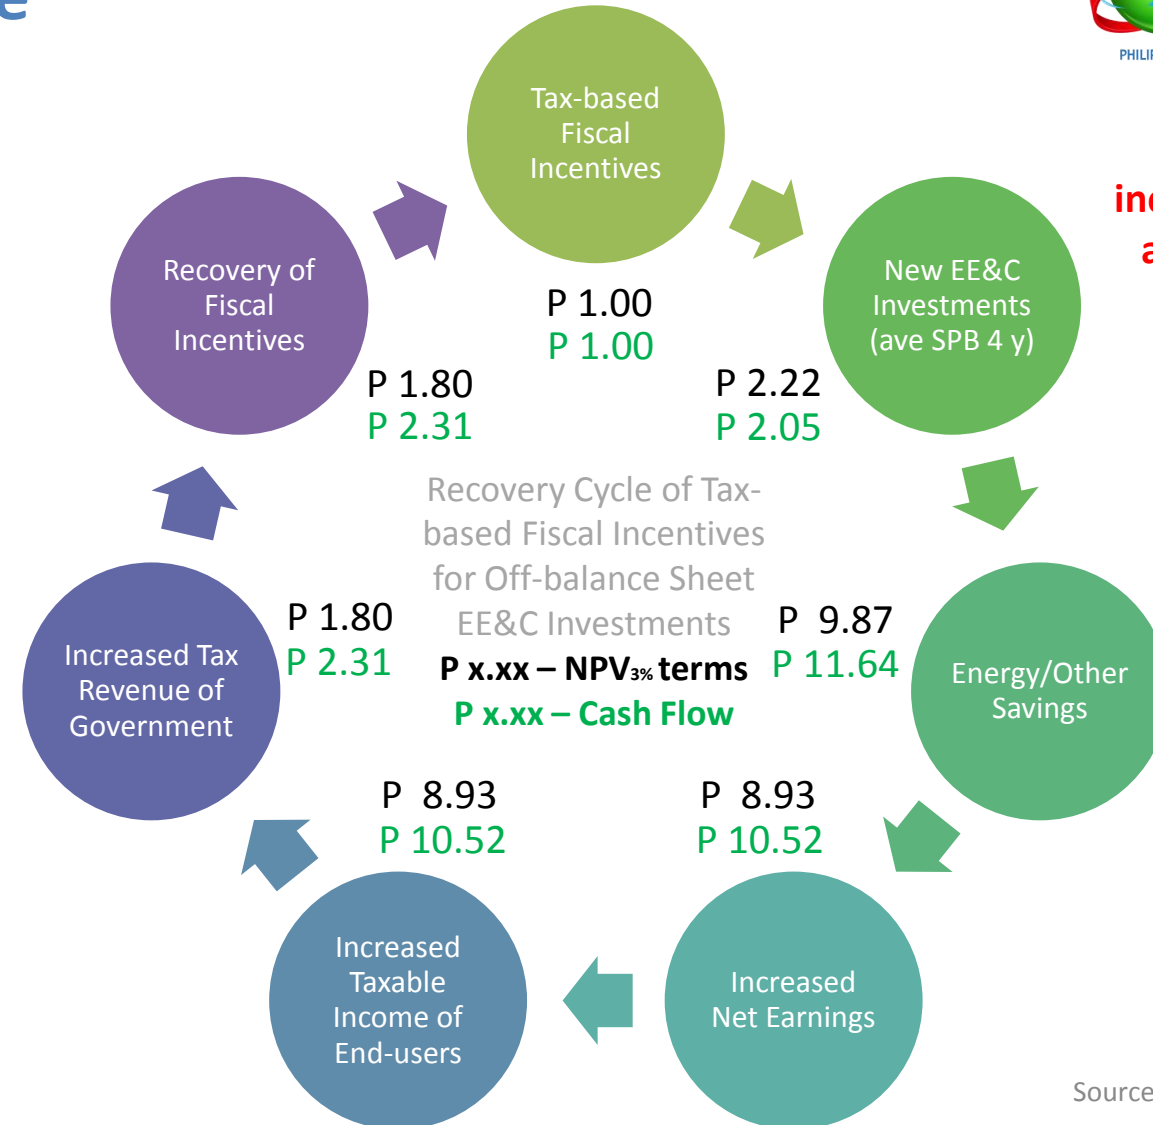 Tax-based
Fiscal
Incentives
P 1.00
P 1.00
New EE&C
Investments
(ave SPB 4 y)
P 2.22
P 2.05
Energy/Other
Savings
P 9.87
P 11.64
Increased
Net Earnings
P 8.93
P 10.52
Increased
Taxable
Income of
End-users
P 8.93
P 10.52
Increased Tax
Revenue of
Government
P 1.80
P 2.31
Recovery of
Fiscal
Incentives
P 1.80
P 2.31
Recovery Cycle of Tax-
based Fiscal Incentives
for Off-balance Sheet
EE&C Investments
P x.xx – NPV3% terms
P x.xx – Cash Flow
Source